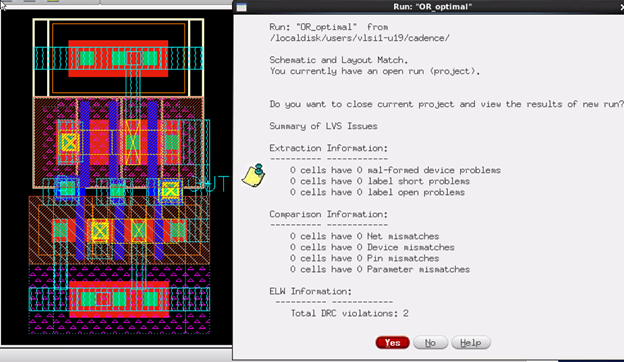 Run: "OR_optimal"
Run: "OR_optimal" from
/localdisk/users/vlsi1-u19/cadence/
Schematic and Layout Match.
You currently have an open run (project).
Do you want to close current project and view the results of new run?
Summary of LVS Issues
Extraction Information:
---------- -----------
0 cells have 0 mal-formed device problems
0 cells have 0 label short problems
0 cells have 0 label open problems
Comparison Information:
---------- -----------
0 cells have 0 Net mismatches
0 cells have 0 Device mismatches
0 cells have 0 Pin mismatches
0 cells have 0 Parameter mismatches
ELW Information:
---------- -----------
Total DRC violations: 2
Yes No Help